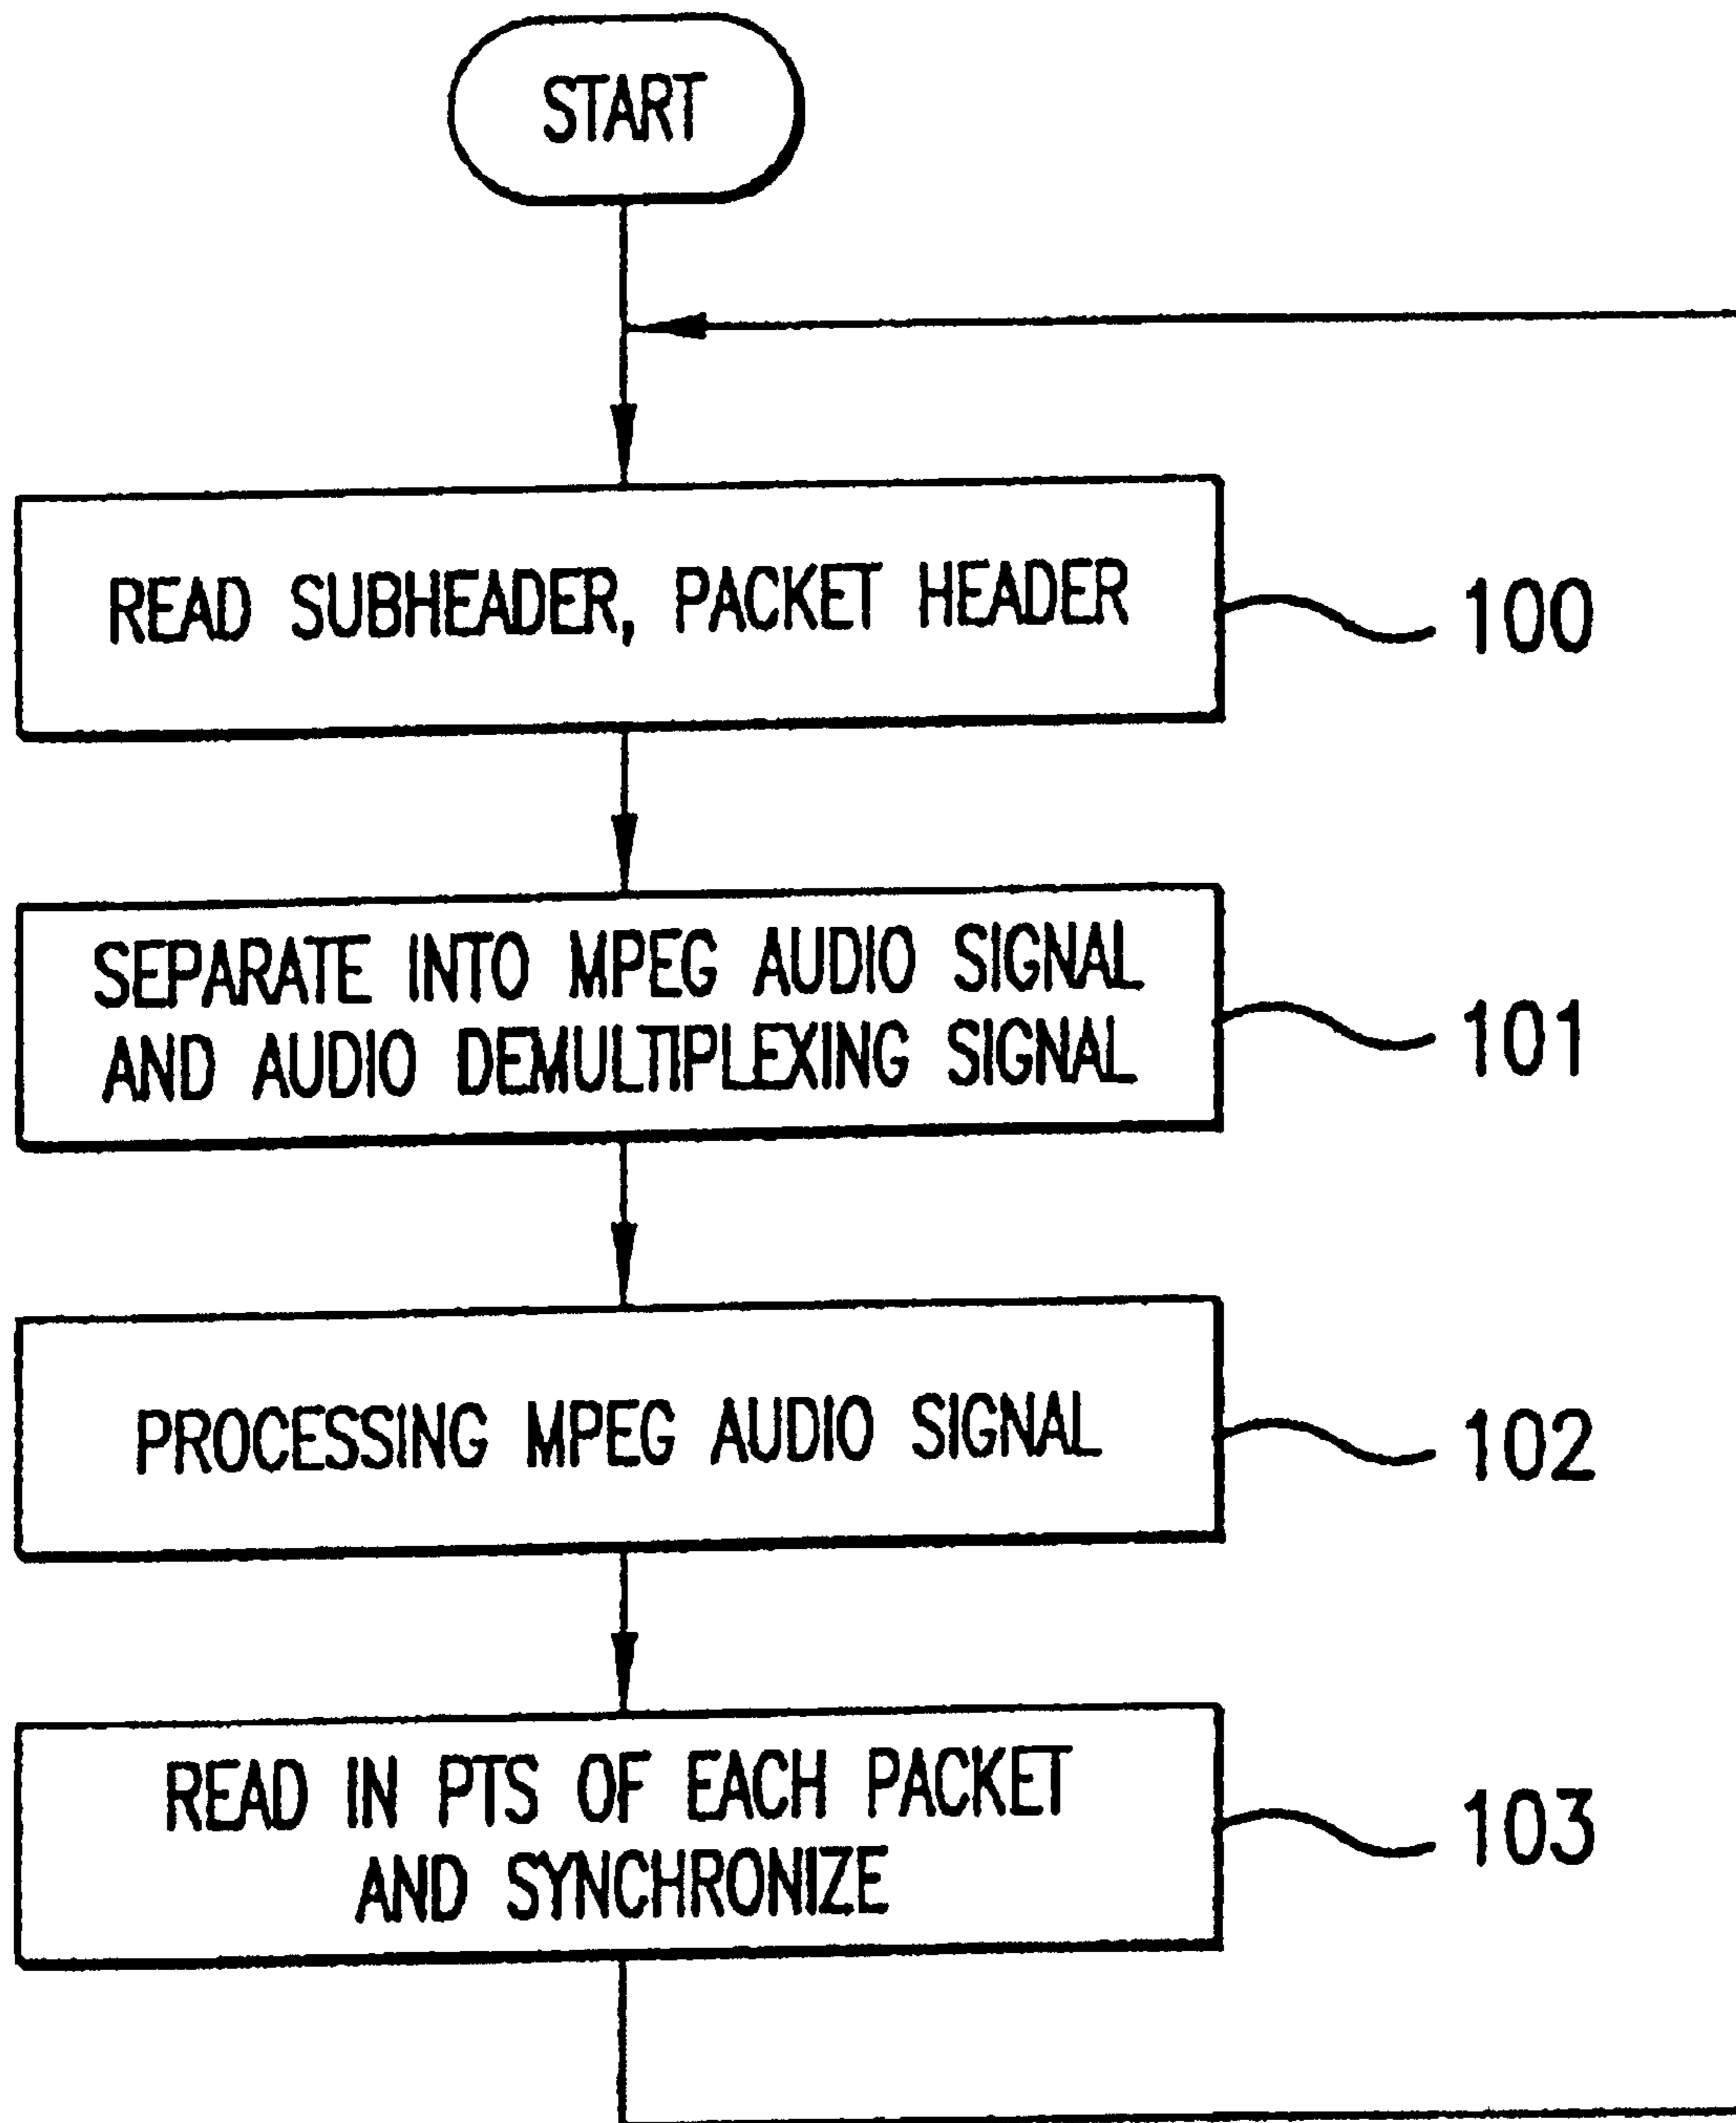 START
READ SUBHEADER, PACKET HEADER
100
SEPARATE INTO MPEG AUDIO SIGNAL
AND AUDIO DEMULTIPLEXING SIGNAL
101
PROCESSING MPEG AUDIO SIGNAL
102
READ IN PTS OF EACH PACKET
AND SYNCHRONIZE
103